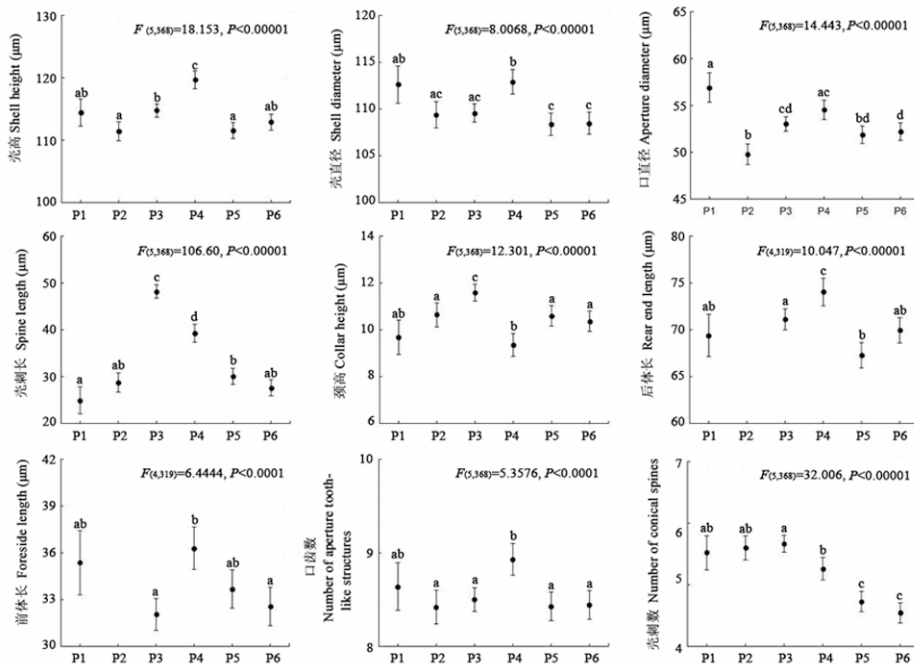 F(5,368)=18.153, P<0.00001
壳高 Shell height (μm)
130
120
110
100
ab
a
b
c
a
ab
P1 P2 P3 P4 P5 P6
F(5,368)=8.0068, P<0.00001
壳直径 Shell diameter (μm)
120
115
110
105
100
ab
ac
ac
b
c
c
P1 P2 P3 P4 P5 P6
F(5,368)=14.443, P<0.00001
口直径 Aperture diameter (μm)
65
60
55
50
45
a
b
cd
ac
bd
d
P1 P2 P3 P4 P5 P6
F(5,368)=106.60, P<0.00001
壳刺长 Spine length (μm)
60
50
40
30
20
a
ab
c
d
b
ab
P1 P2 P3 P4 P5 P6
F(5,368)=12.301, P<0.00001
颈高 Collar height (μm)
14
12
10
8
6
ab
a
c
b
a
a
P1 P2 P3 P4 P5 P6
F(4,319)=10.047, P<0.00001
后体长 Rear end length (μm)
80
75
70
65
60
ab
a
c
b
ab
P1 P2 P3 P4 P5 P6
F(4,319)=6.4444, P<0.0001
前体长 Foreside length (μm)
42
39
36
33
30
ab
a
b
ab
a
P1 P2 P3 P4 P5 P6
F(5,368)=5.3576, P<0.0001
口齿数
Number of aperture tooth-
like structures
10
9
8
ab
a
a
b
a
a
P1 P2 P3 P4 P5 P6
F(5,368)=32.006, P<0.00001
壳刺数 Number of conical spines
7
6
5
4
ab
ab
a
b
c
c
P1 P2 P3 P4 P5 P6